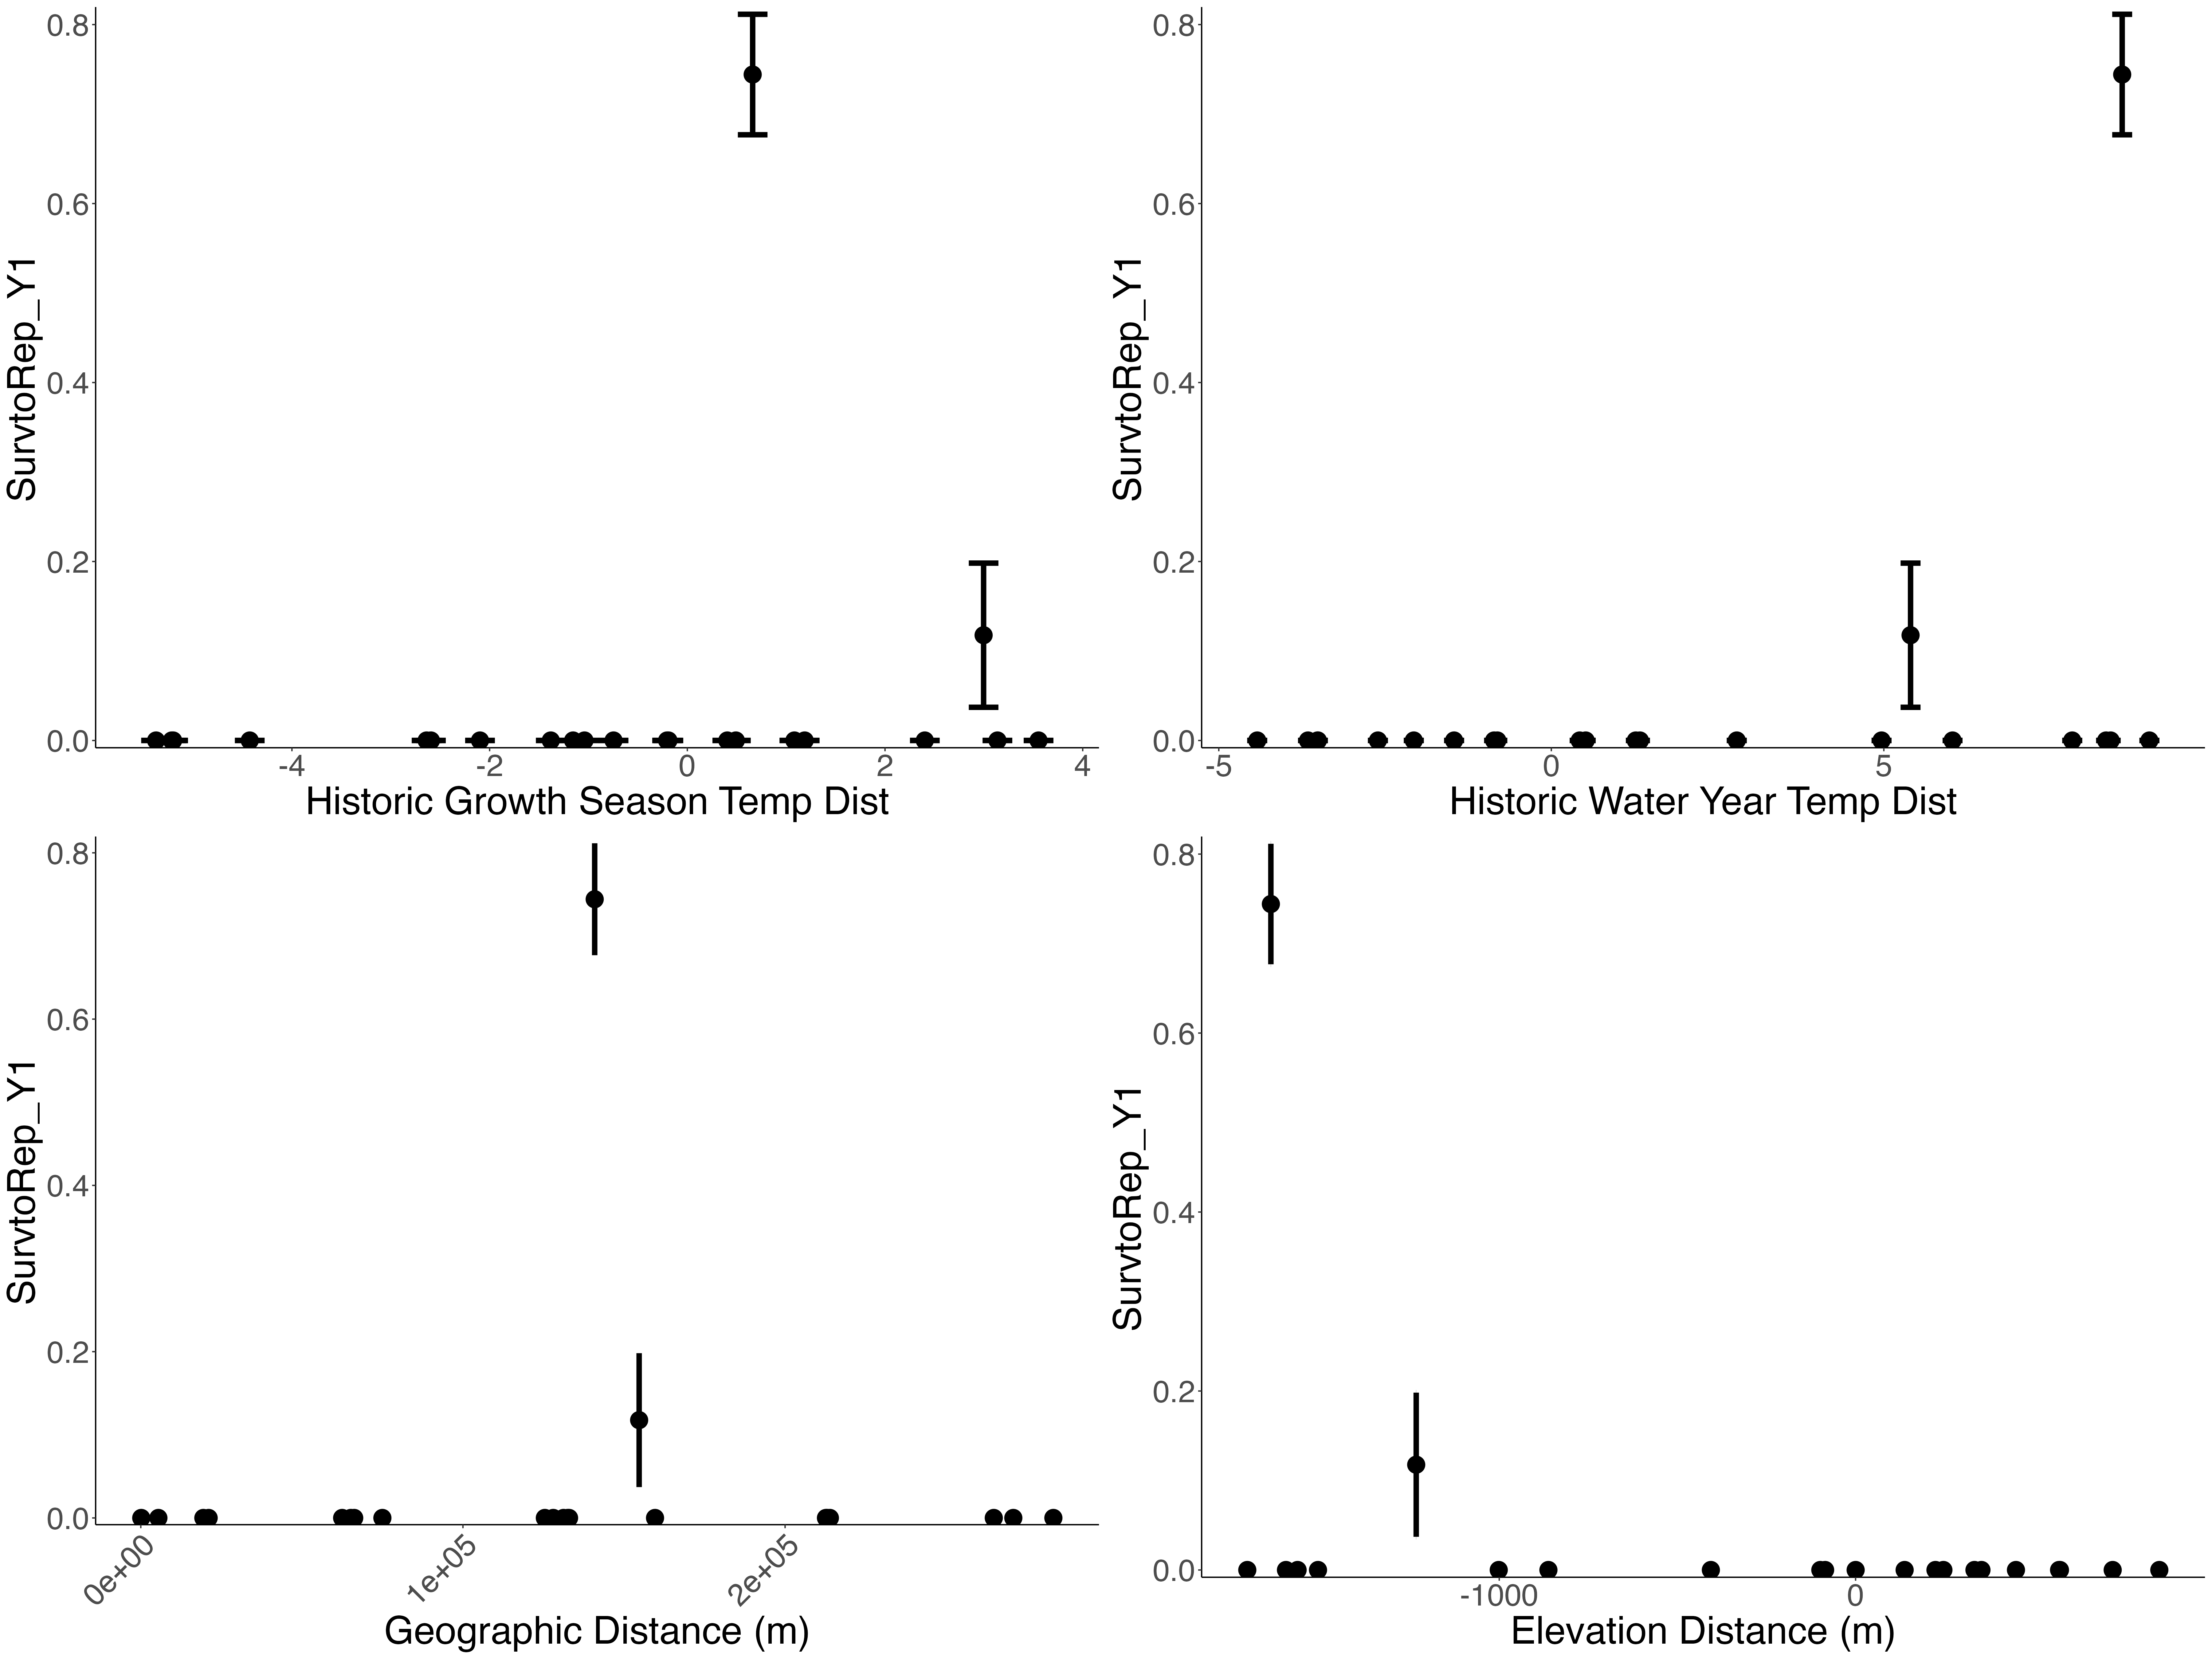 SurvtoRep_Y1
0.8
0.6
0.4
0.2
0.0
-4 -2 0 2 4
Historic Growth Season Temp Dist
SurvtoRep_Y1
0.8
0.6
0.4
0.2
0.0
-5 0 5
Historic Water Year Temp Dist
SurvtoRep_Y1
0.8
0.6
0.4
0.2
0.0
0e+00 1e+05 2e+05
Geographic Distance (m)
SurvtoRep_Y1
0.8
0.6
0.4
0.2
0.0
-1000 0
Elevation Distance (m)